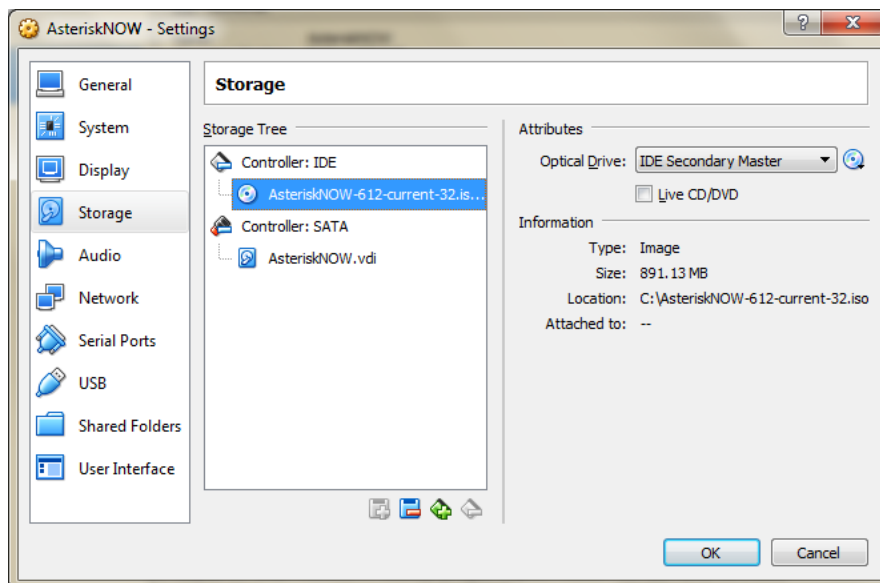 AsteriskNOW - Settings
General
System
Display
Storage
Audio
Network
Serial Ports
USB
Shared Folders
User Interface
Storage
Storage Tree
Controller: IDE
AsteriskNOW-612-current-32.is...
Controller: SATA
AsteriskNOW.vdi
Attributes
Optical Drive: IDE Secondary Master
Live CD/DVD
Information
Type: Image
Size: 891.13 MB
Location: C:\AsteriskNOW-612-current-32.iso
Attached to: --
OK Cancel